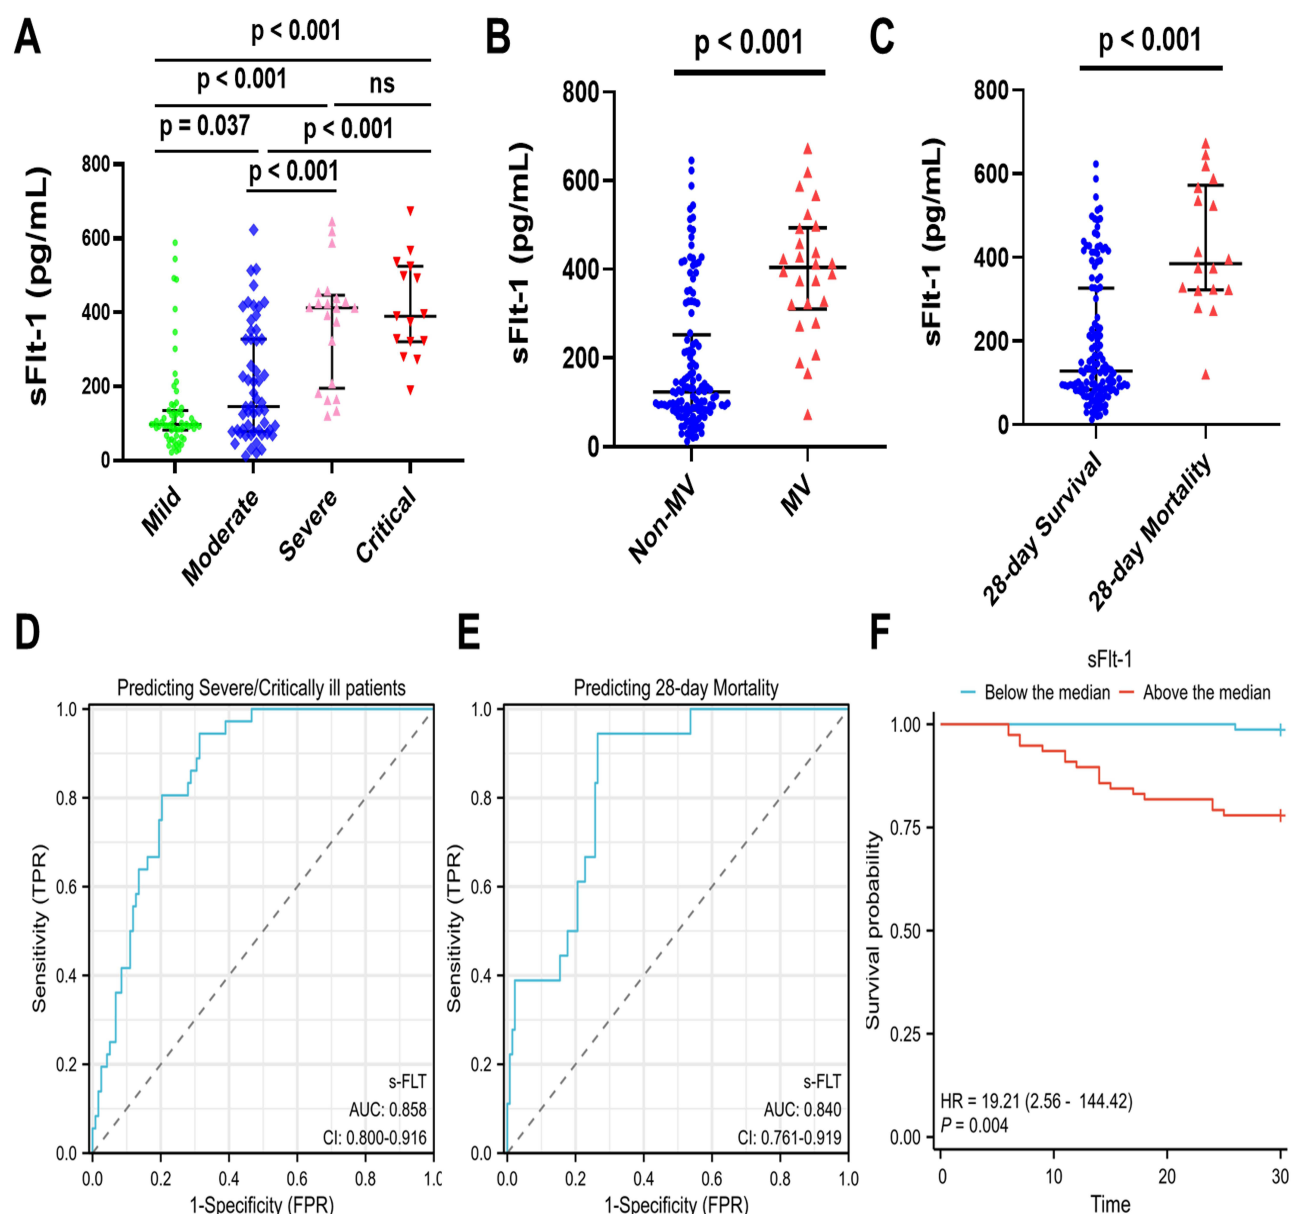 A
p < 0.001
p < 0.001
ns
p = 0.037
p < 0.001
p < 0.001
sFlt-1 (pg/mL)
800
600
400
200
0
Mild
Moderate
Severe
Critical
B
p < 0.001
sFlt-1 (pg/mL)
800
600
400
200
0
Non-MV
MV
C
p < 0.001
sFlt-1 (pg/mL)
800
600
400
200
0
28-day Survival
28-day Mortality
D
Predicting Severe/Critically ill patients
Sensitivity (TPR)
1.0
0.8
0.6
0.4
0.2
0.0
s-FLT
AUC: 0.858
CI: 0.800-0.916
0.0 0.2 0.4 0.6 0.8 1.0
1-Specificity (FPR)
E
Predicting 28-day Mortality
Sensitivity (TPR)
1.0
0.8
0.6
0.4
0.2
0.0
s-FLT
AUC: 0.840
CI: 0.761-0.919
0.0 0.2 0.4 0.6 0.8 1.0
1-Specificity (FPR)
F
sFlt-1
Below the median Above the median
Survival probability
1.00
0.75
0.50
0.25
0.00
HR = 19.21 (2.56 - 144.42)
P = 0.004
0 10 20 30
Time